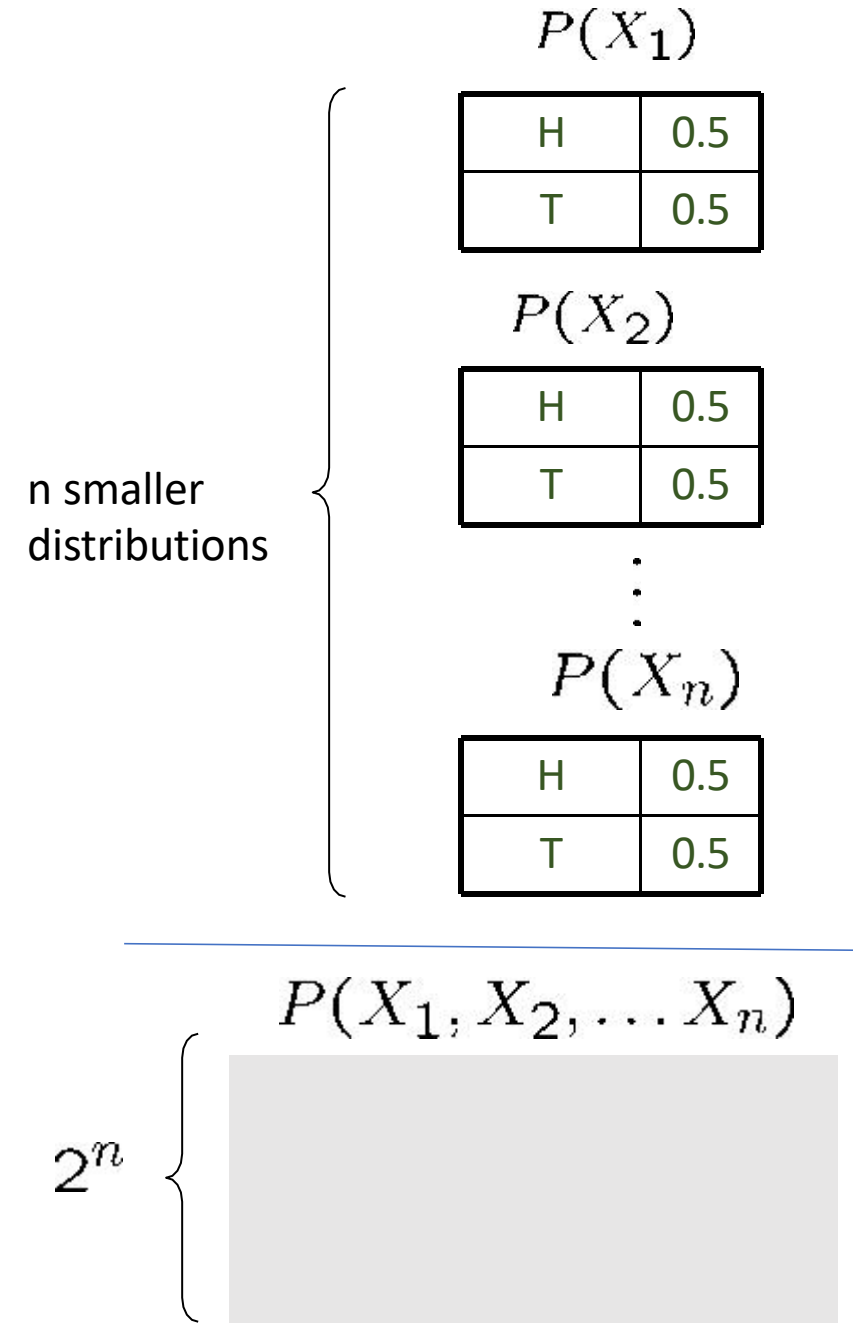 P(X₁)
H 0.5
T 0.5
P(X₂)
H 0.5
T 0.5
n smaller
distributions
⋮
P(Xₙ)
H 0.5
T 0.5
P(X₁, X₂, . . . Xₙ)
2ⁿ